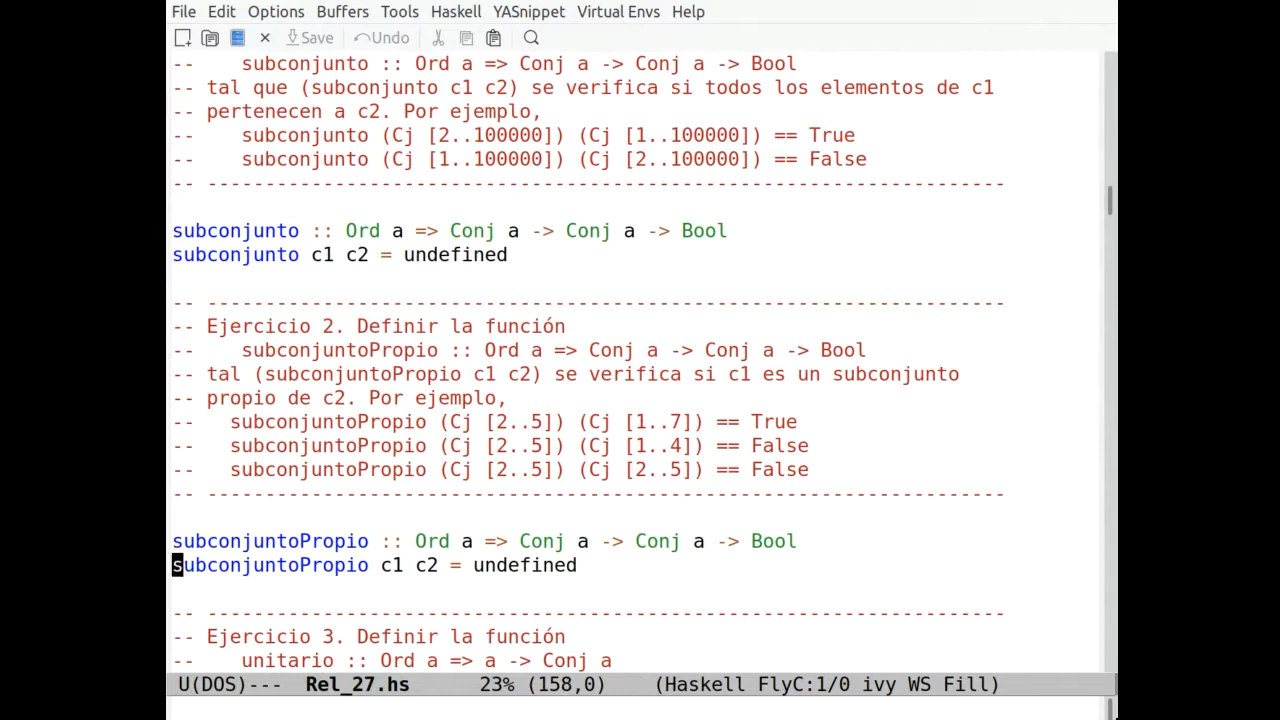 File Edit Options Buffers Tools Haskell YASnippet Virtual Envs Help
Save Undo
--    subconjunto :: Ord a => Conj a -> Conj a -> Bool
-- tal que (subconjunto c1 c2) se verifica si todos los elementos de c1
-- pertenecen a c2. Por ejemplo,
--    subconjunto (Cj [2..100000]) (Cj [1..100000]) == True
--    subconjunto (Cj [1..100000]) (Cj [2..100000]) == False
-- ---------------------------------------------------------------------
subconjunto :: Ord a => Conj a -> Conj a -> Bool
subconjunto c1 c2 = undefined
-- ---------------------------------------------------------------------
-- Ejercicio 2. Definir la función
--    subconjuntoPropio :: Ord a => Conj a -> Conj a -> Bool
-- tal (subconjuntoPropio c1 c2) se verifica si c1 es un subconjunto
-- propio de c2. Por ejemplo,
--   subconjuntoPropio (Cj [2..5]) (Cj [1..7]) == True
--   subconjuntoPropio (Cj [2..5]) (Cj [1..4]) == False
--   subconjuntoPropio (Cj [2..5]) (Cj [2..5]) == False
-- ---------------------------------------------------------------------
subconjuntoPropio :: Ord a => Conj a -> Conj a -> Bool
subconjuntoPropio c1 c2 = undefined
-- ---------------------------------------------------------------------
-- Ejercicio 3. Definir la función
--    unitario :: Ord a => a -> Conj a
U(DOS)---  Rel_27.hs      23% (158,0)    (Haskell FlyC:1/0 ivy WS Fill)